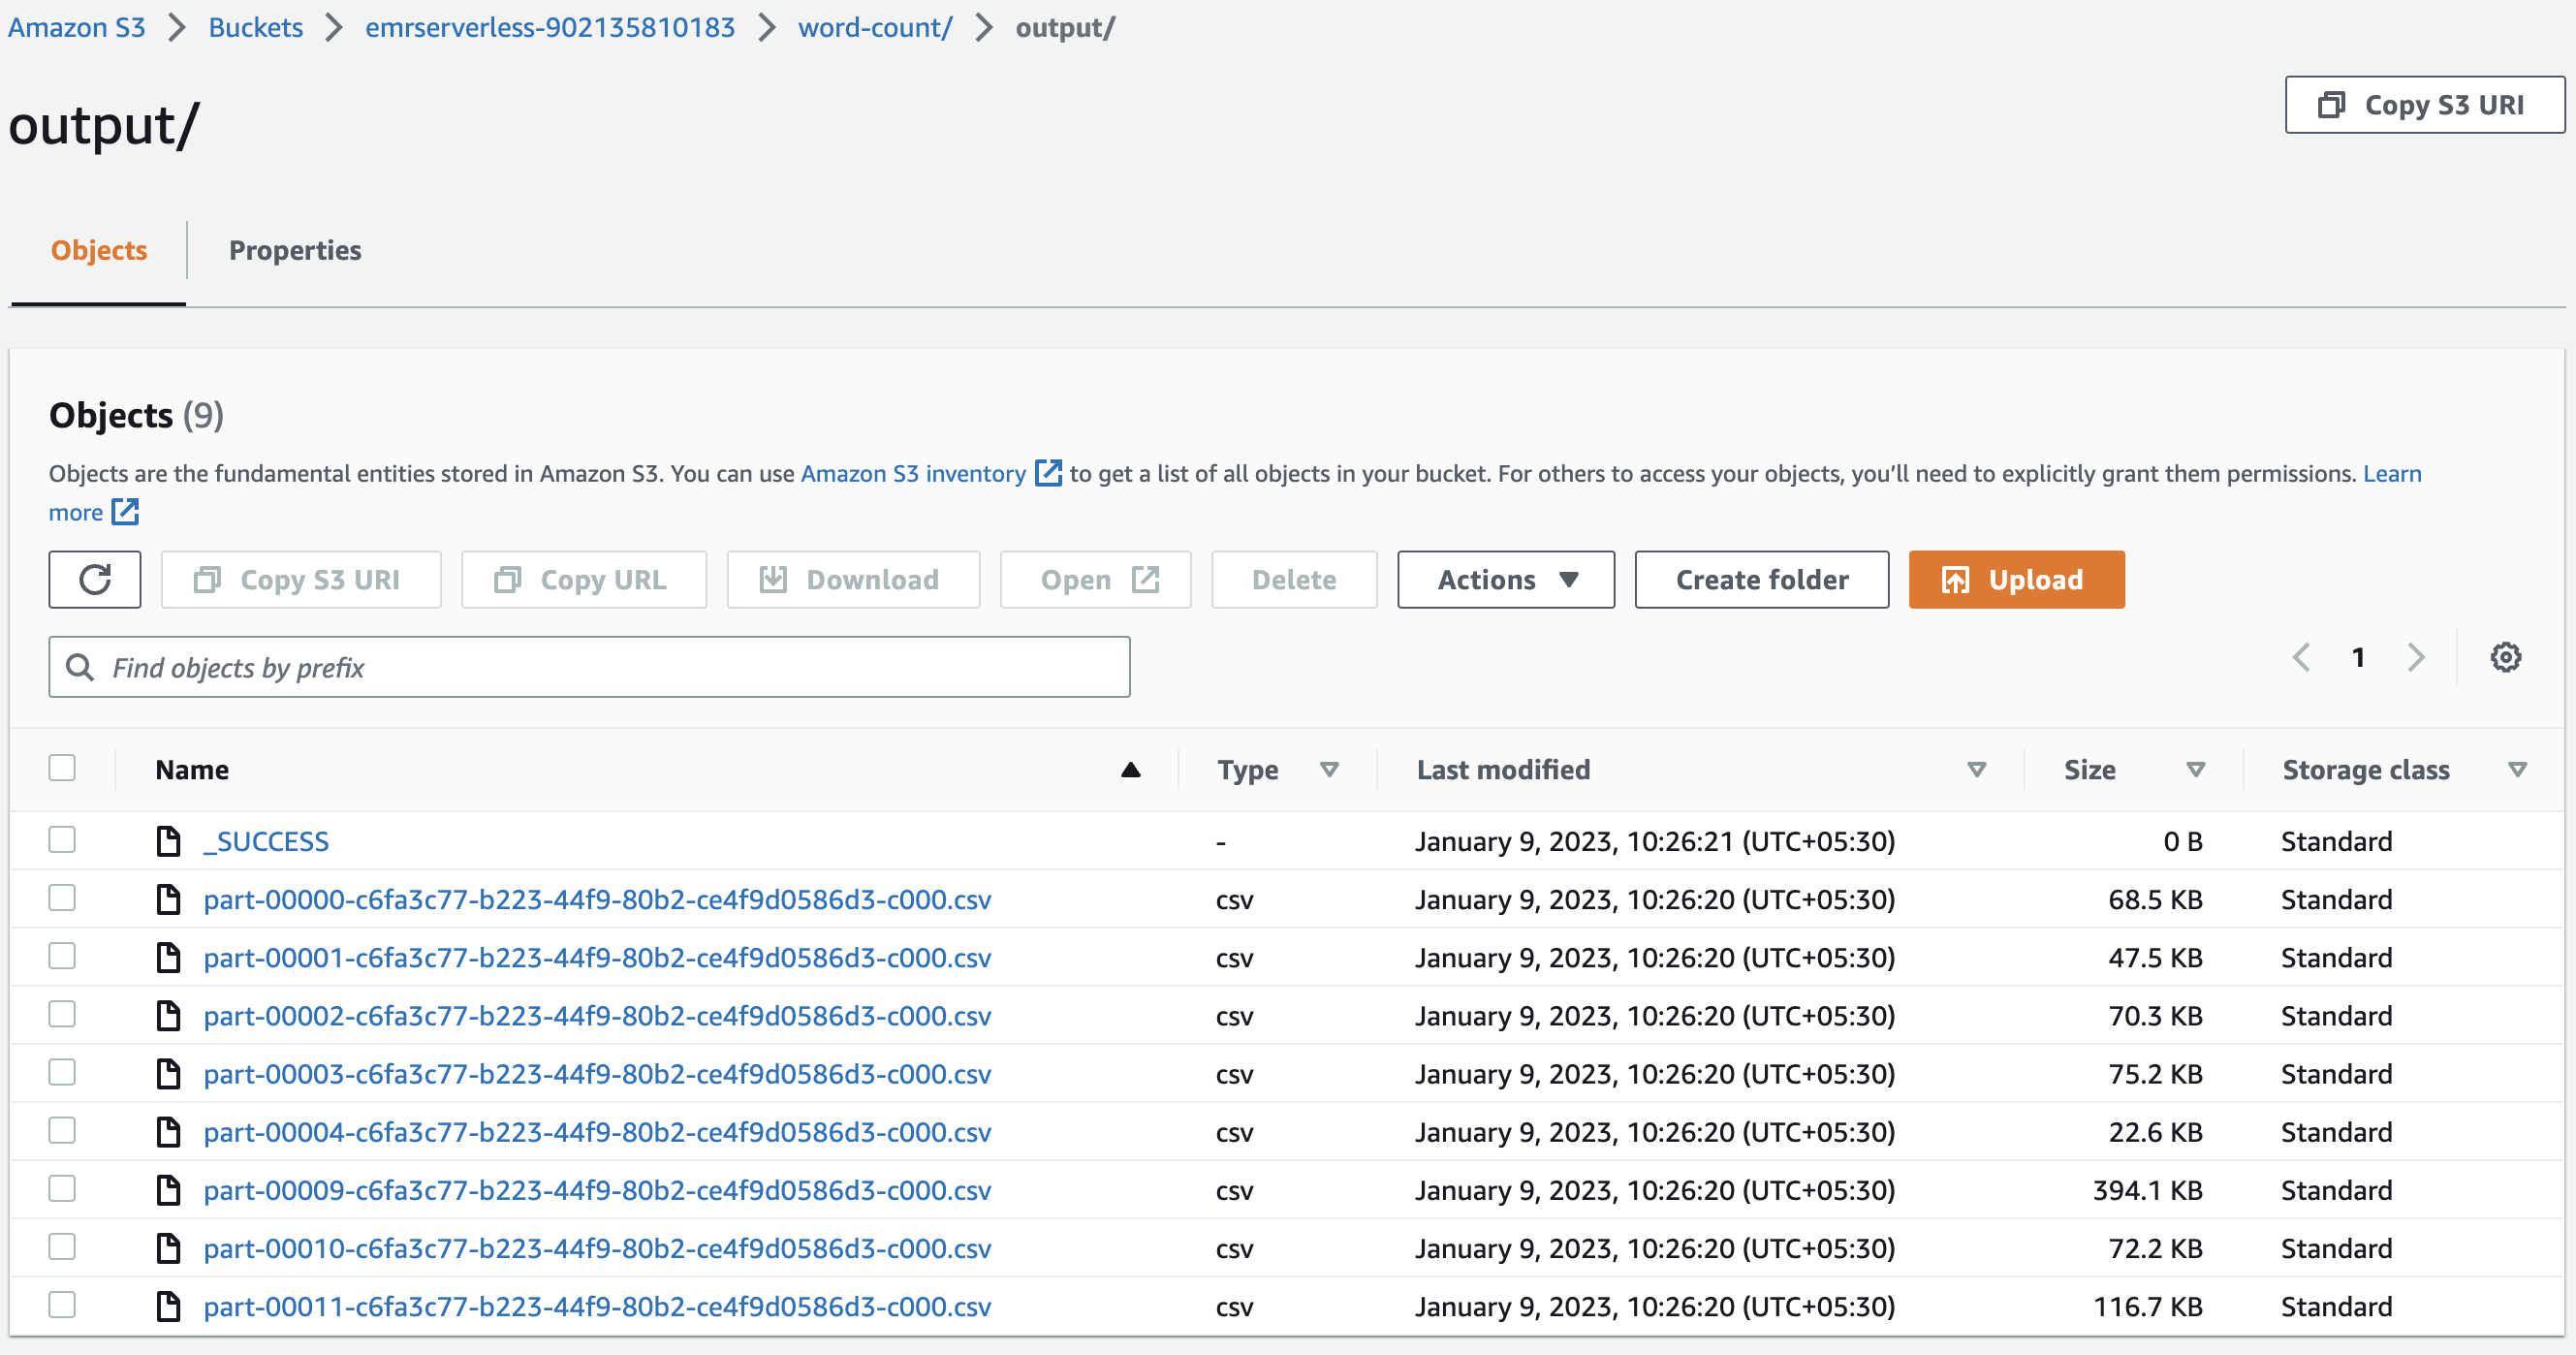 Amazon S3 > Buckets > emrserverless-902135810183 > word-count/ > output/
output/
Copy S3 URI
Objects Properties
Objects (9)
Objects are the fundamental entities stored in Amazon S3. You can use Amazon S3 inventory to get a list of all objects in your bucket. For others to access your objects, you’ll need to explicitly grant them permissions. Learn
more
Copy S3 URI Copy URL Download Open Delete Actions Create folder Upload
Find objects by prefix 1
Name Type Last modified Size Storage class
_SUCCESS - January 9, 2023, 10:26:21 (UTC+05:30) 0 B Standard
part-00000-c6fa3c77-b223-44f9-80b2-ce4f9d0586d3-c000.csv csv January 9, 2023, 10:26:20 (UTC+05:30) 68.5 KB Standard
part-00001-c6fa3c77-b223-44f9-80b2-ce4f9d0586d3-c000.csv csv January 9, 2023, 10:26:20 (UTC+05:30) 47.5 KB Standard
part-00002-c6fa3c77-b223-44f9-80b2-ce4f9d0586d3-c000.csv csv January 9, 2023, 10:26:20 (UTC+05:30) 70.3 KB Standard
part-00003-c6fa3c77-b223-44f9-80b2-ce4f9d0586d3-c000.csv csv January 9, 2023, 10:26:20 (UTC+05:30) 75.2 KB Standard
part-00004-c6fa3c77-b223-44f9-80b2-ce4f9d0586d3-c000.csv csv January 9, 2023, 10:26:20 (UTC+05:30) 22.6 KB Standard
part-00009-c6fa3c77-b223-44f9-80b2-ce4f9d0586d3-c000.csv csv January 9, 2023, 10:26:20 (UTC+05:30) 394.1 KB Standard
part-00010-c6fa3c77-b223-44f9-80b2-ce4f9d0586d3-c000.csv csv January 9, 2023, 10:26:20 (UTC+05:30) 72.2 KB Standard
part-00011-c6fa3c77-b223-44f9-80b2-ce4f9d0586d3-c000.csv csv January 9, 2023, 10:26:20 (UTC+05:30) 116.7 KB Standard